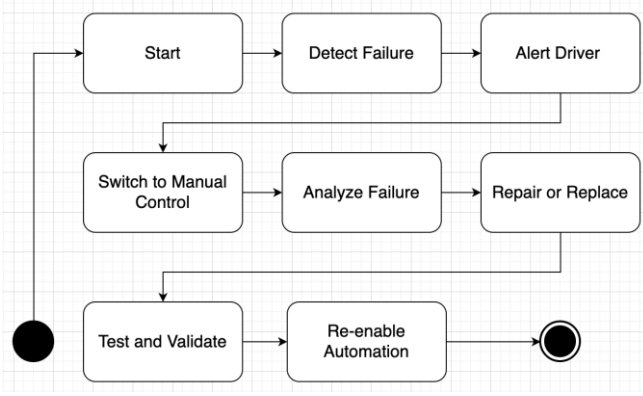 Start
Detect Failure
Alert Driver
Switch to Manual
Control
Analyze Failure
Repair or Replace
Test and Validate
Re-enable
Automation